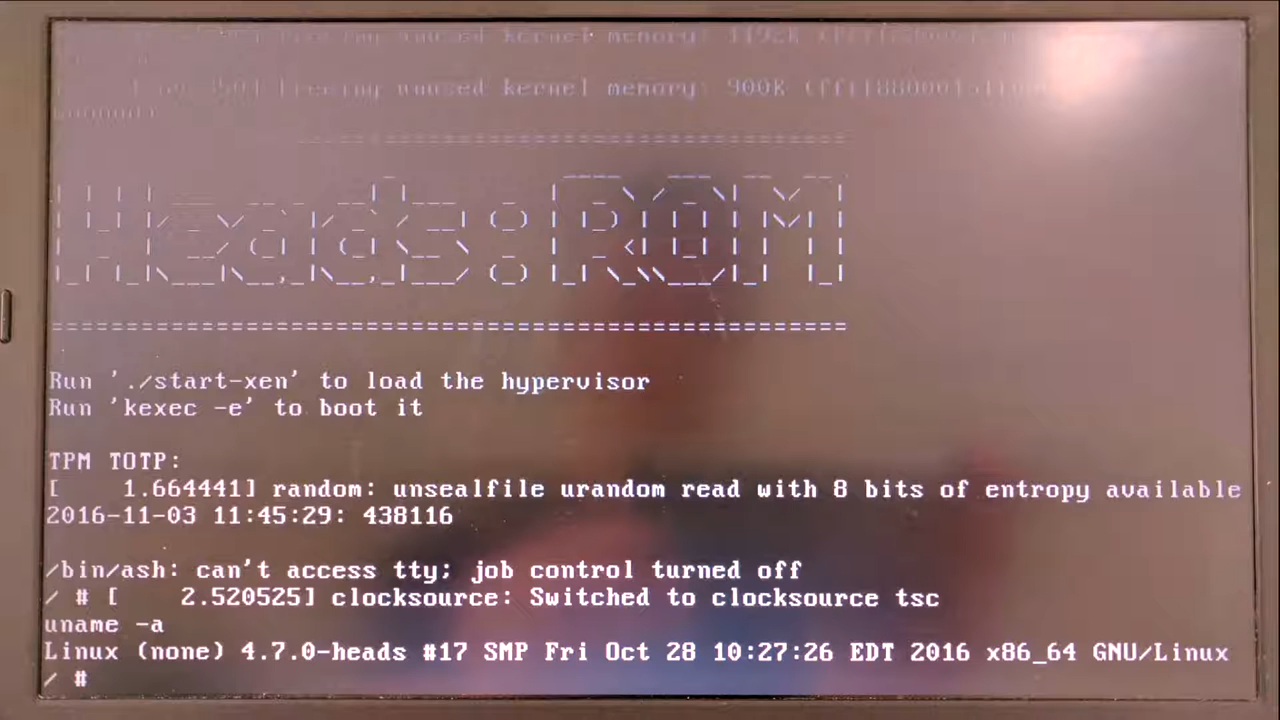 unused kernel memory:
freeing unused kernel memory: 900K
Heads:ROM
=======================================================
Run './start-xen' to load the hypervisor
Run 'kexec -e' to boot it
TPM TOTP:
[    1.664441] random: unsealfile urandom read with 8 bits of entropy available
2016-11-03 11:45:29: 438116
/bin/ash: can't access tty; job control turned off
/ # [    2.520525] clocksource: Switched to clocksource tsc
uname -a
Linux (none) 4.7.0-heads #17 SMP Fri Oct 28 10:27:26 EDT 2016 x86_64 GNU/Linux
/ #